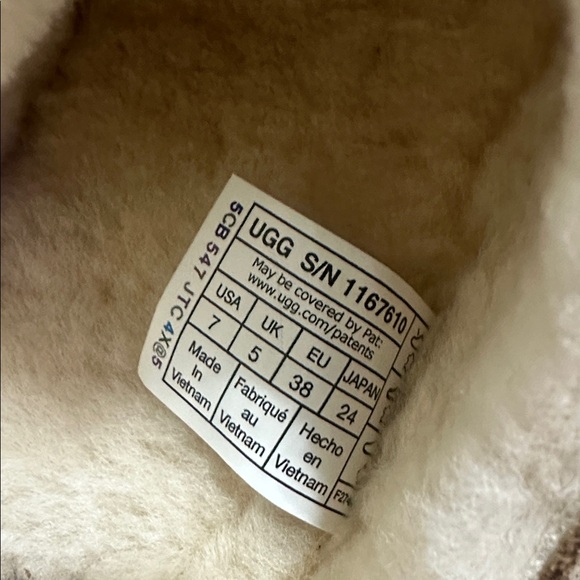 5CB 547 JTC 4X@5
UGG S/N 1167610
May be covered by Pat:
www.ugg.com/patents
USA UK EU JAPAN
7 5 38 24
Made in Vietnam
Fabriqué au Vietnam
Hecho en Vietnam